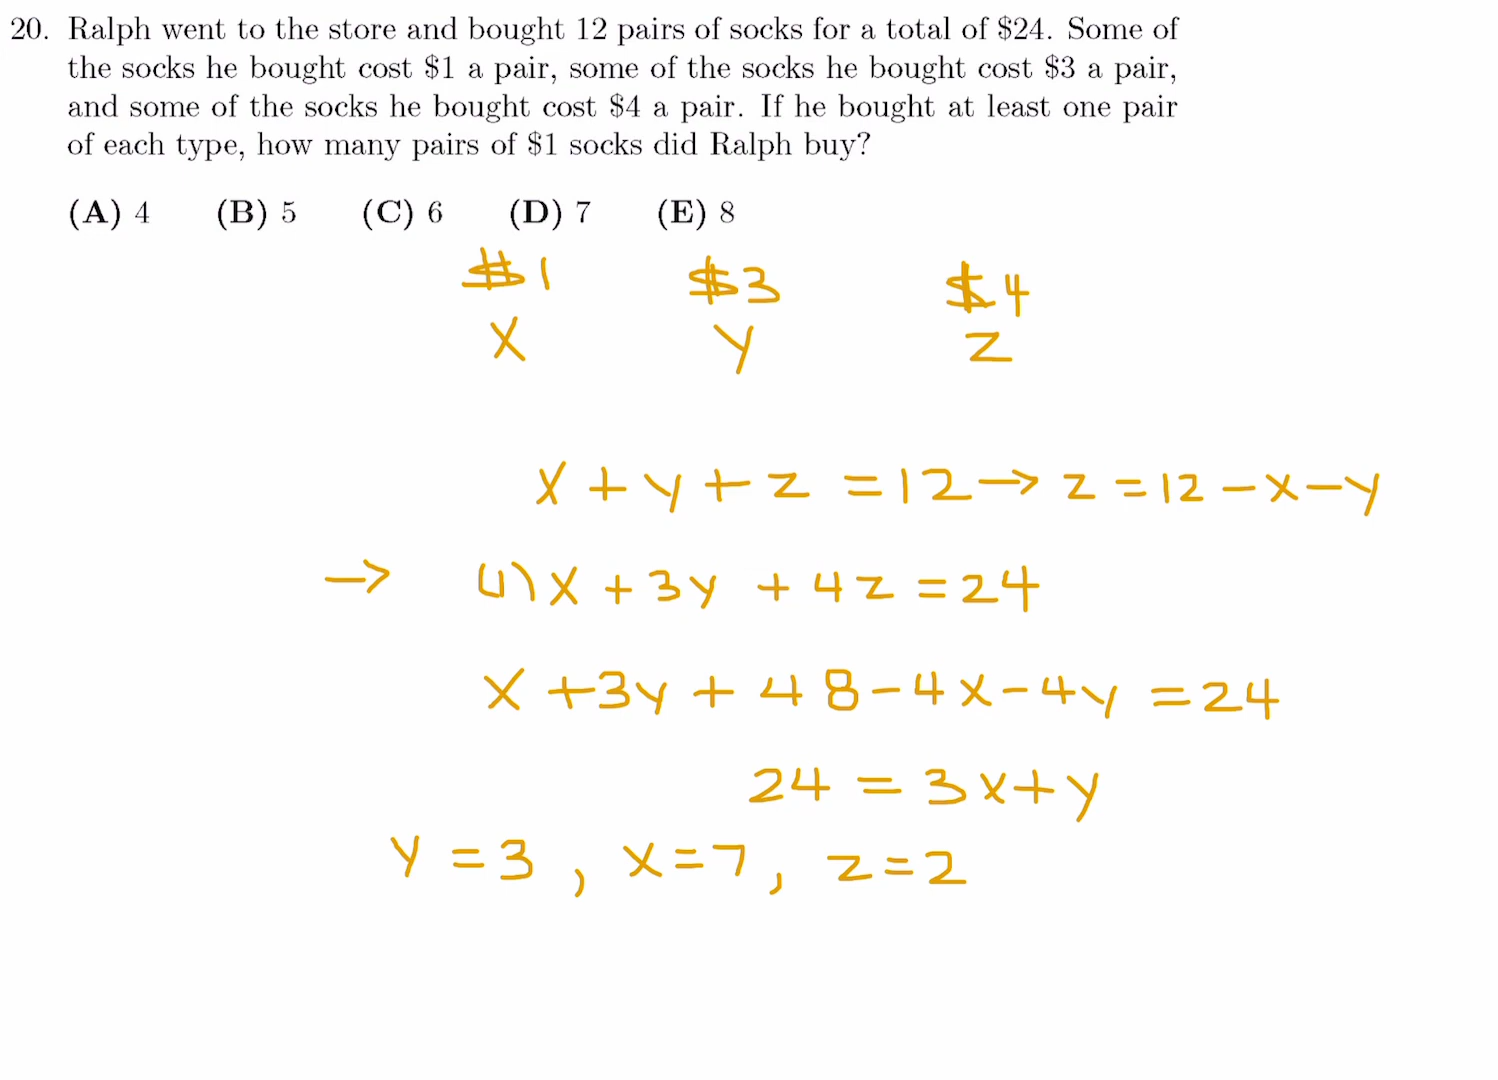 20. Ralph went to the store and bought 12 pairs of socks for a total of $24. Some of
the socks he bought cost $1 a pair, some of the socks he bought cost $3 a pair,
and some of the socks he bought cost $4 a pair. If he bought at least one pair
of each type, how many pairs of $1 socks did Ralph buy?
(A) 4 (B) 5 (C) 6 (D) 7 (E) 8
$1 $3 $4
x y z
x + y + z = 12 → z = 12 - x - y
→ (1)x + 3y + 4z = 24
x + 3y + 48 - 4x - 4y = 24
24 = 3x + y
y = 3, x = 7, z = 2